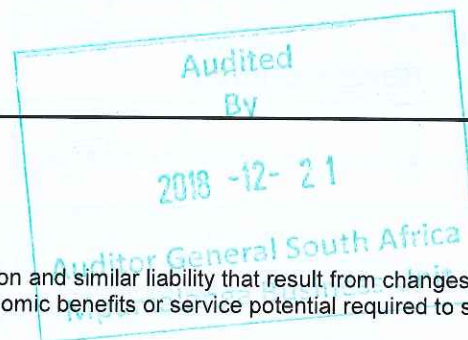 Audited
By
2018 -12- 21
Auditor General South Africa
on and similar liability that result from changes
omic benefits or service potential required to s